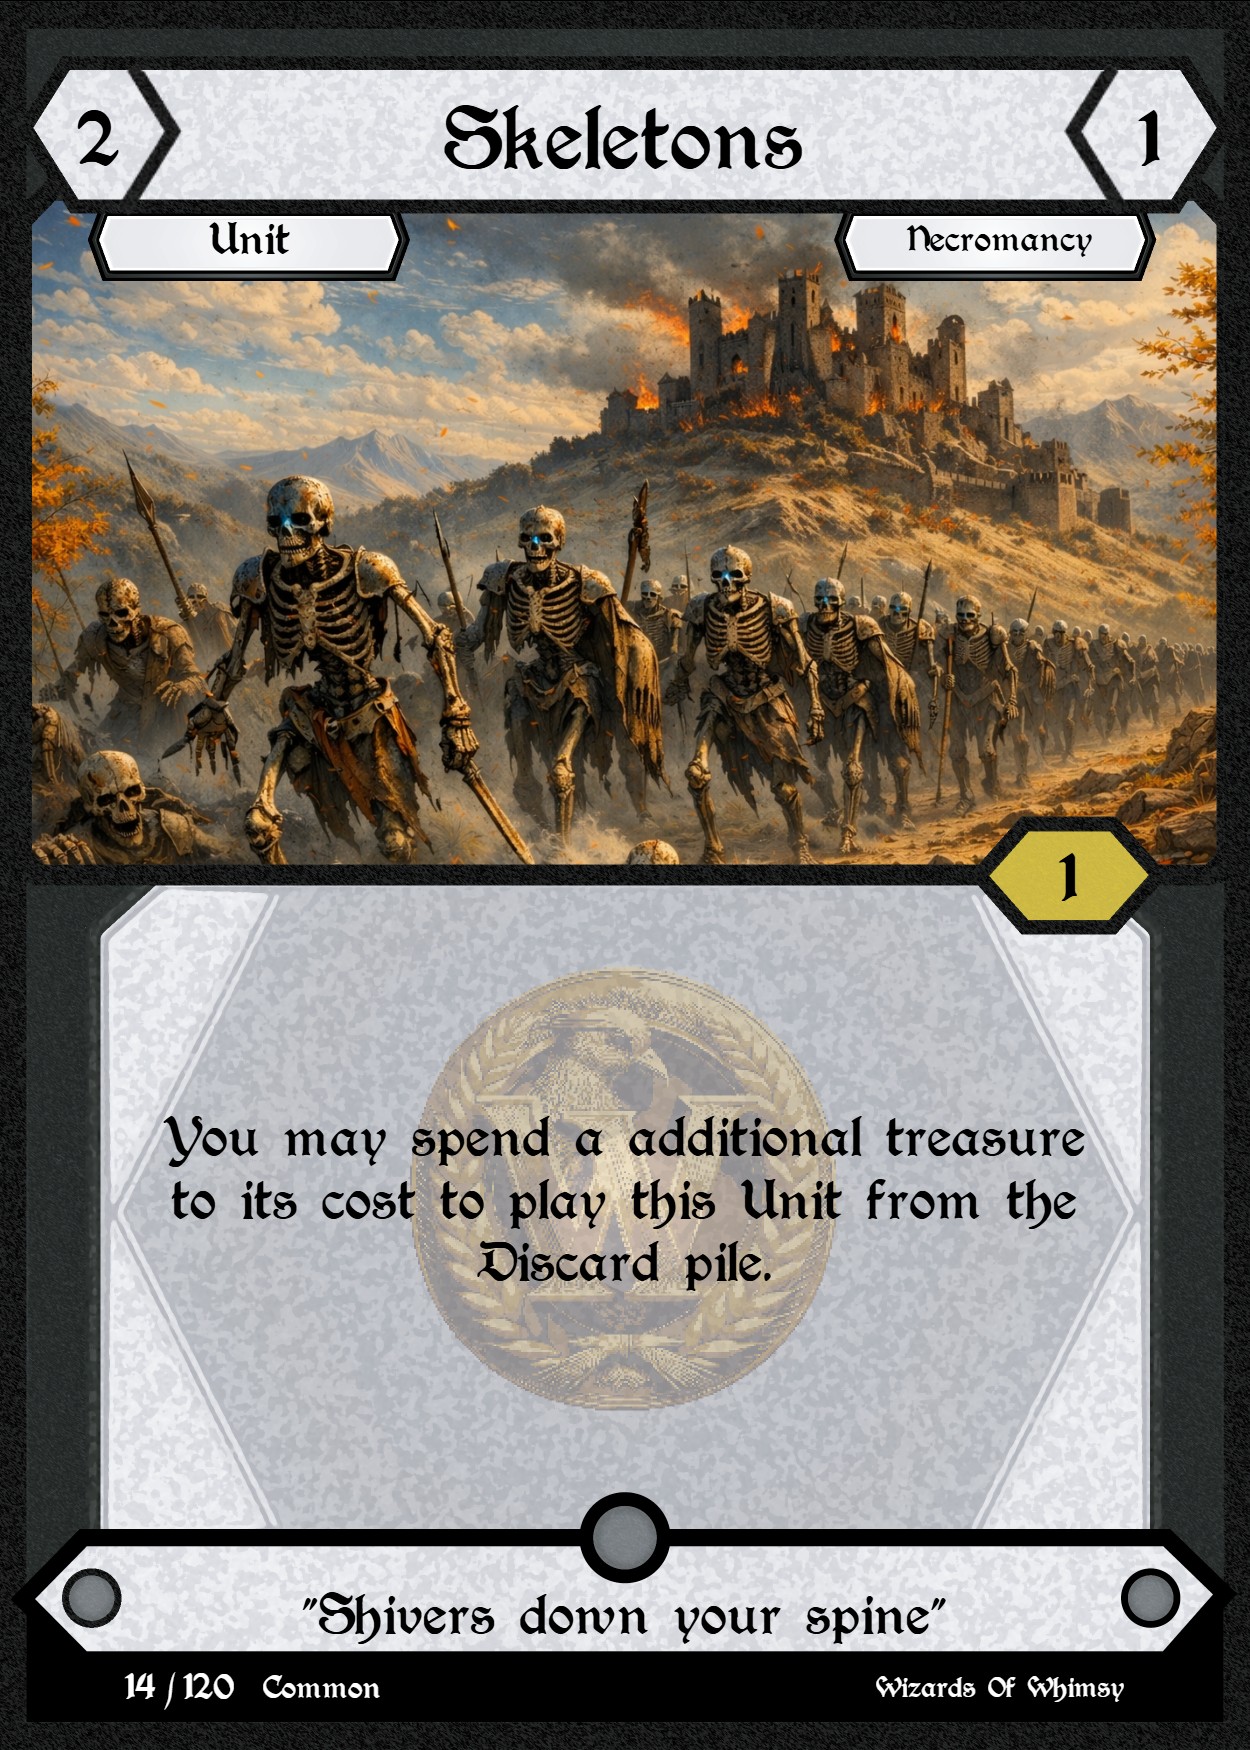 2
Skeletons
1
Unit
Necromancy
1
W
You may spend a additional treasure
to its cost to play this Unit from the
Discard pile.
"Shivers down your spine"
14 / 120 Common
Wizards Of Whimsy